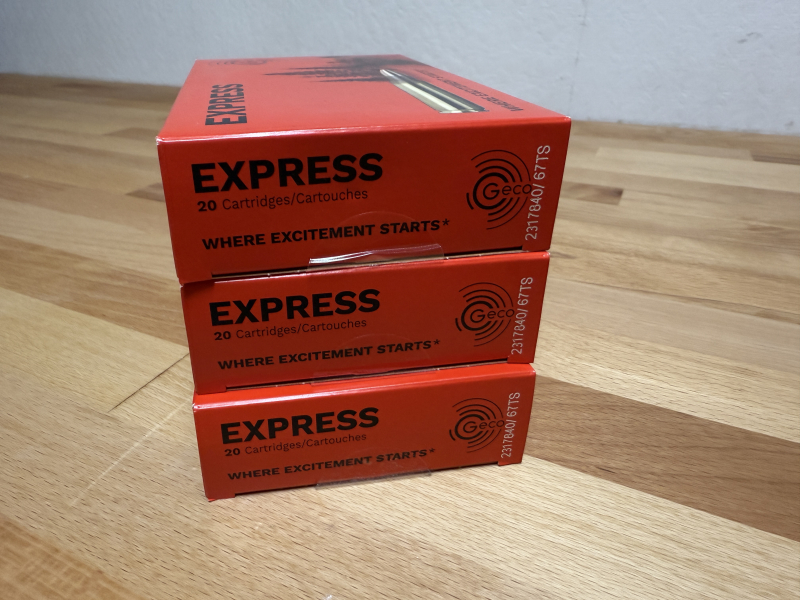 EXPRESS
EXPRESS
20 Cartridges/Cartouches
WHERE EXCITEMENT STARTS*
Geco
2317840/ 67TS
EXPRESS
20 Cartridges/Cartouches
WHERE EXCITEMENT STARTS*
Geco
2317840/ 67TS
EXPRESS
20 Cartridges/Cartouches
WHERE EXCITEMENT STARTS*
Geco
2317840/ 67TS